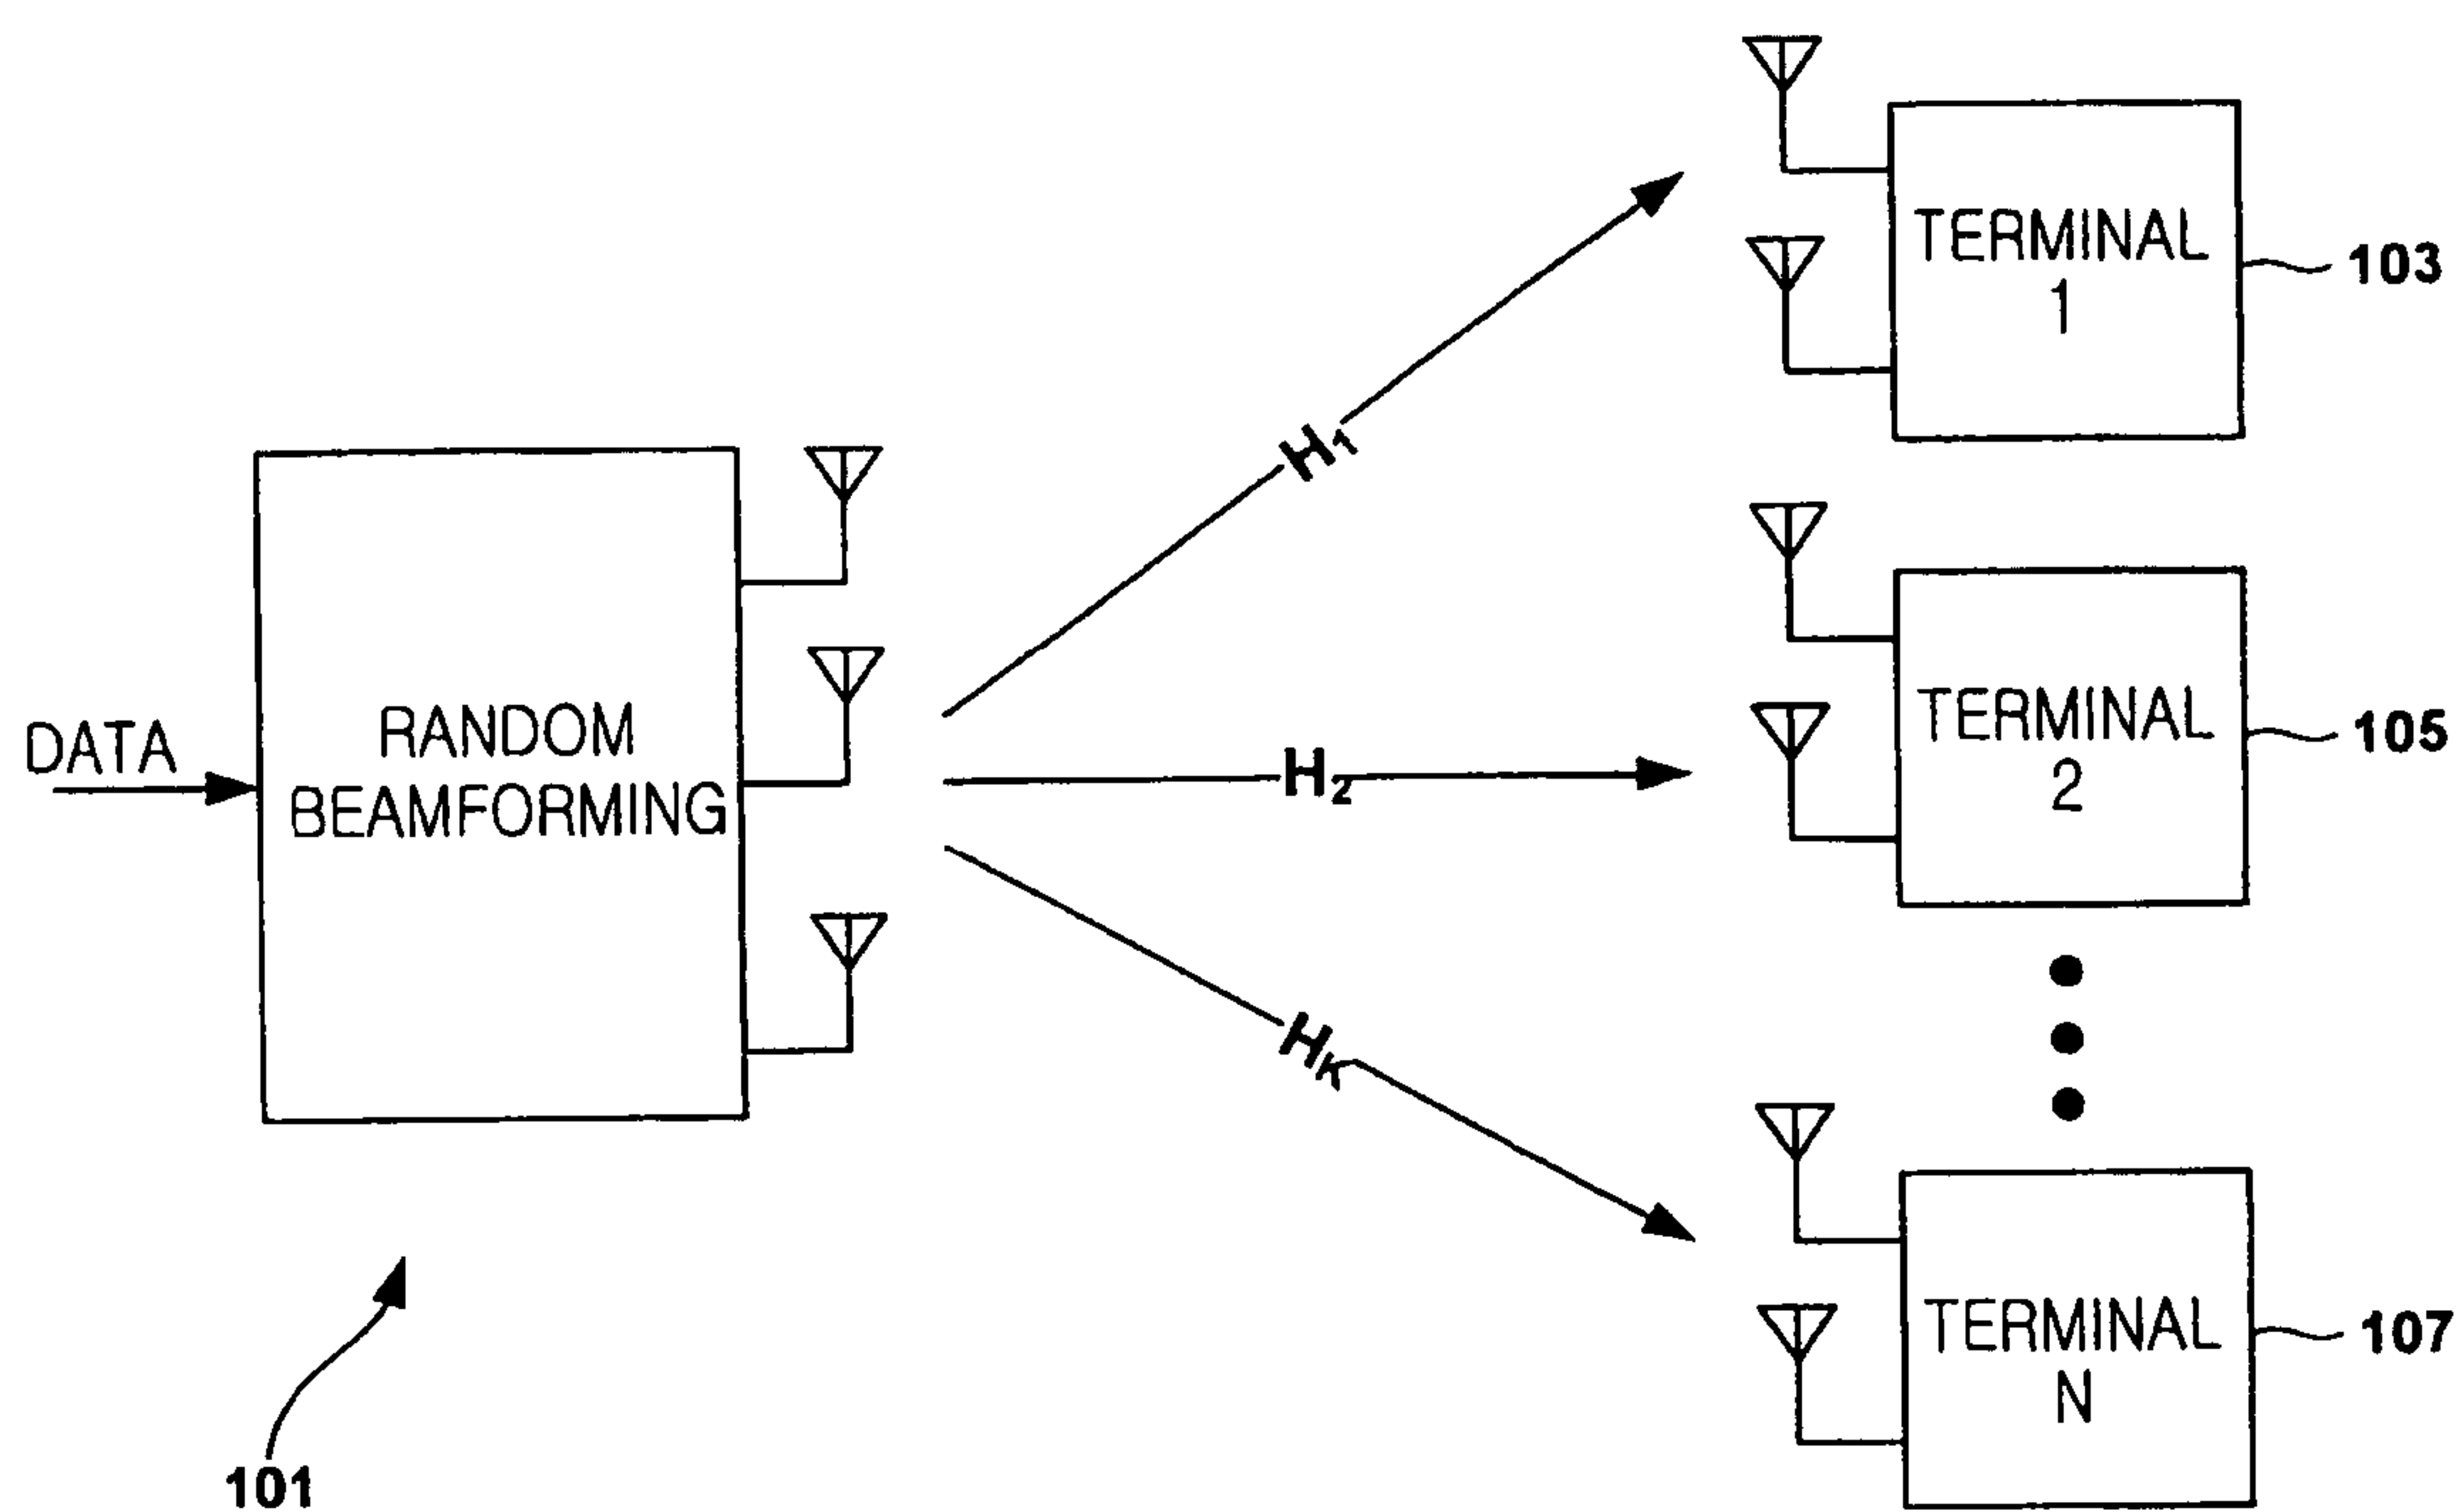 DATA
RANDOM
BEAMFORMING
101
H1
H2
HK
TERMINAL
1
103
TERMINAL
2
105
TERMINAL
N
107